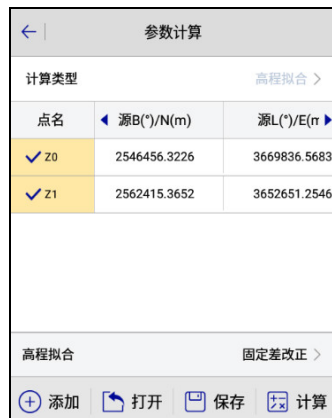 参数计算
计算类型 高程拟合
点名 源B(°)/N(m) 源L(°)/E(m
Z0 2546456.3226 3669836.5683
Z1 2562415.3652 3652651.2546
高程拟合 固定差改正
添加 打开 保存 计算